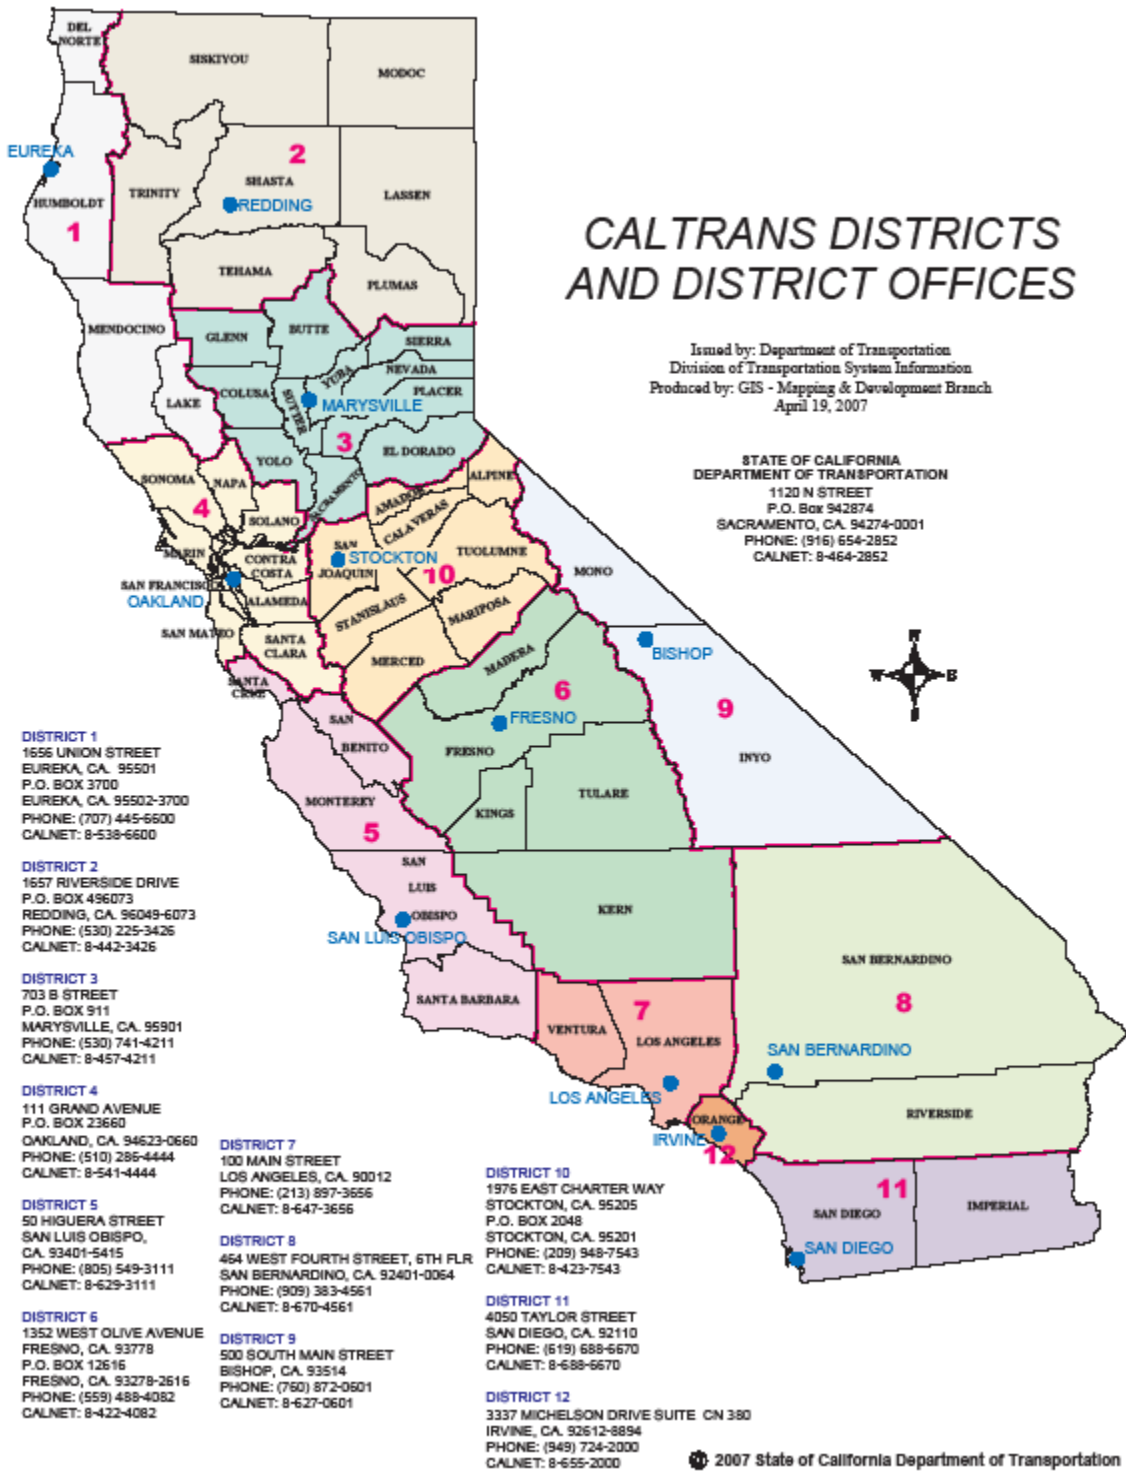 CALTRANS DISTRICTS
AND DISTRICT OFFICES
Issued by: Department of Transportation
Division of Transportation System Information
Produced by: GIS - Mapping & Development Branch
April 19, 2007
STATE OF CALIFORNIA
DEPARTMENT OF TRANSPORTATION
1120 N STREET
P.O. Box 942874
SACRAMENTO, CA. 94274-0001
PHONE: (916) 654-2852
CALNET: 8-464-2852
N
W
E
S
DEL
NORTE
SISKIYOU
MODOC
EUREKA
HUMBOLDT
1
TRINITY
2
SHASTA
REDDING
LASSEN
TEHAMA
PLUMAS
MENDOCINO
LAKE
GLENN
BUTTE
SIERRA
COLUSA
SUTTER
YUBA
NEVADA
PLACER
MARYSVILLE
3
YOLO
EL DORADO
SACRAMENTO
SONOMA
NAPA
4
SOLANO
MARIN
CONTRA
COSTA
SAN FRANCISCO
OAKLAND
ALAMEDA
SAN MATEO
SANTA
CLARA
ALPINE
AMADOR
CALAVERAS
SAN
JOAQUIN
STOCKTON
TUOLUMNE
10
STANISLAUS
MARIPOSA
MERCED
MONO
BISHOP
9
INYO
MADERA
6
FRESNO
FRESNO
KINGS
TULARE
KERN
SANTA
CRUZ
SAN
BENITO
MONTEREY
5
SAN
LUIS
OBISPO
SAN LUIS OBISPO
SANTA BARBARA
VENTURA
7
LOS ANGELES
LOS ANGELES
SAN BERNARDINO
8
SAN BERNARDINO
RIVERSIDE
ORANGE
IRVINE
12
11
SAN DIEGO
IMPERIAL
SAN DIEGO
DISTRICT 1
1656 UNION STREET
EUREKA, CA. 95501
P.O. BOX 3700
EUREKA, CA. 95502-3700
PHONE: (707) 445-6600
CALNET: 8-538-6600
DISTRICT 2
1657 RIVERSIDE DRIVE
P.O. BOX 496073
REDDING, CA. 96049-6073
PHONE: (530) 225-3426
CALNET: 8-442-3426
DISTRICT 3
703 B STREET
P.O. BOX 911
MARYSVILLE, CA. 95901
PHONE: (530) 741-4211
CALNET: 8-457-4211
DISTRICT 4
111 GRAND AVENUE
P.O. BOX 23660
OAKLAND, CA. 94623-0660
PHONE: (510) 286-4444
CALNET: 8-541-4444
DISTRICT 5
50 HIGUERA STREET
SAN LUIS OBISPO,
CA. 93401-5415
PHONE: (805) 549-3111
CALNET: 8-629-3111
DISTRICT 6
1352 WEST OLIVE AVENUE
FRESNO, CA. 93778
P.O. BOX 12616
FRESNO, CA. 93278-2616
PHONE: (559) 488-4082
CALNET: 8-422-4082
DISTRICT 7
100 MAIN STREET
LOS ANGELES, CA. 90012
PHONE: (213) 897-3656
CALNET: 8-647-3656
DISTRICT 8
464 WEST FOURTH STREET, 6TH FLR
SAN BERNARDINO, CA. 92401-0064
PHONE: (909) 383-4561
CALNET: 8-670-4561
DISTRICT 9
500 SOUTH MAIN STREET
BISHOP, CA. 93514
PHONE: (760) 872-0601
CALNET: 8-627-0601
DISTRICT 10
1976 EAST CHARTER WAY
STOCKTON, CA. 95205
P.O. BOX 2048
STOCKTON, CA. 95201
PHONE: (209) 948-7543
CALNET: 8-423-7543
DISTRICT 11
4050 TAYLOR STREET
SAN DIEGO, CA. 92110
PHONE: (619) 688-6670
CALNET: 8-688-6670
DISTRICT 12
3337 MICHELSON DRIVE SUITE CN 380
IRVINE, CA. 92612-8894
PHONE: (949) 724-2000
CALNET: 8-655-2000
2007 State of California Department of Transportation